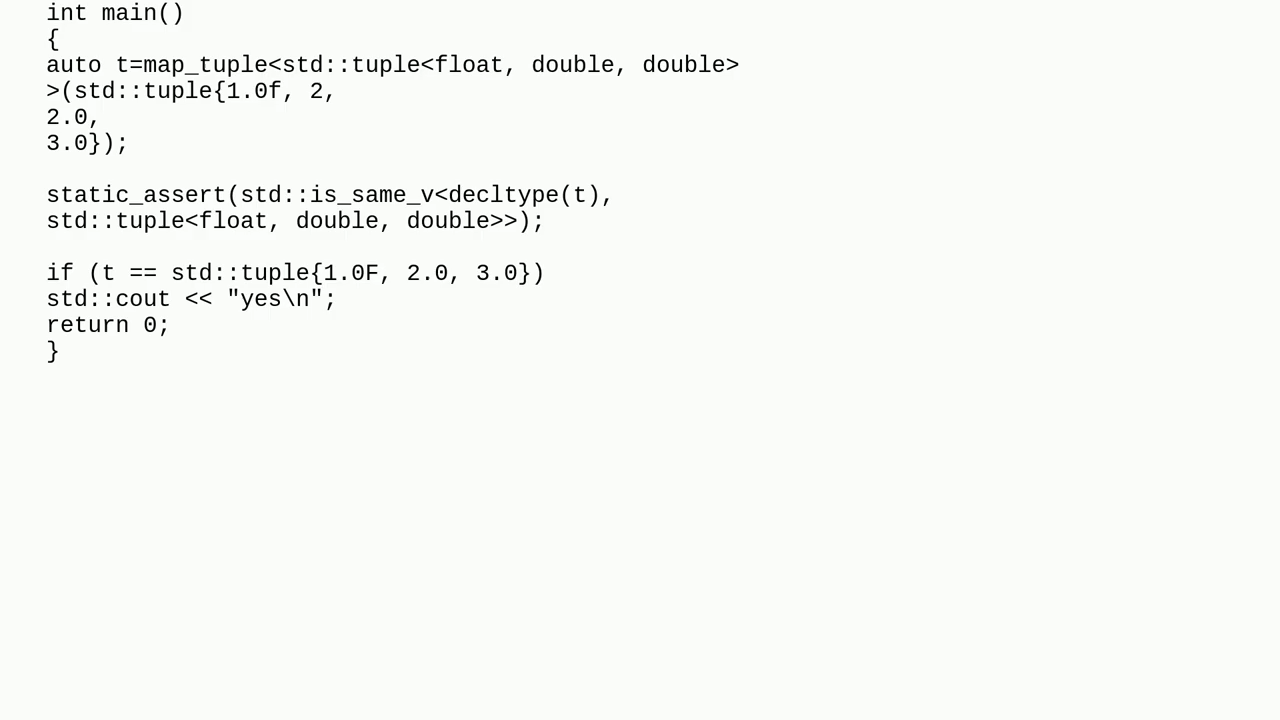 int main()
{
auto t=map_tuple<std::tuple<float, double, double>
>(std::tuple{1.0f, 2,
2.0,
3.0});
static_assert(std::is_same_v<decltype(t),
std::tuple<float, double, double>>);
if (t == std::tuple{1.0F, 2.0, 3.0})
std::cout << "yes\n";
return 0;
}